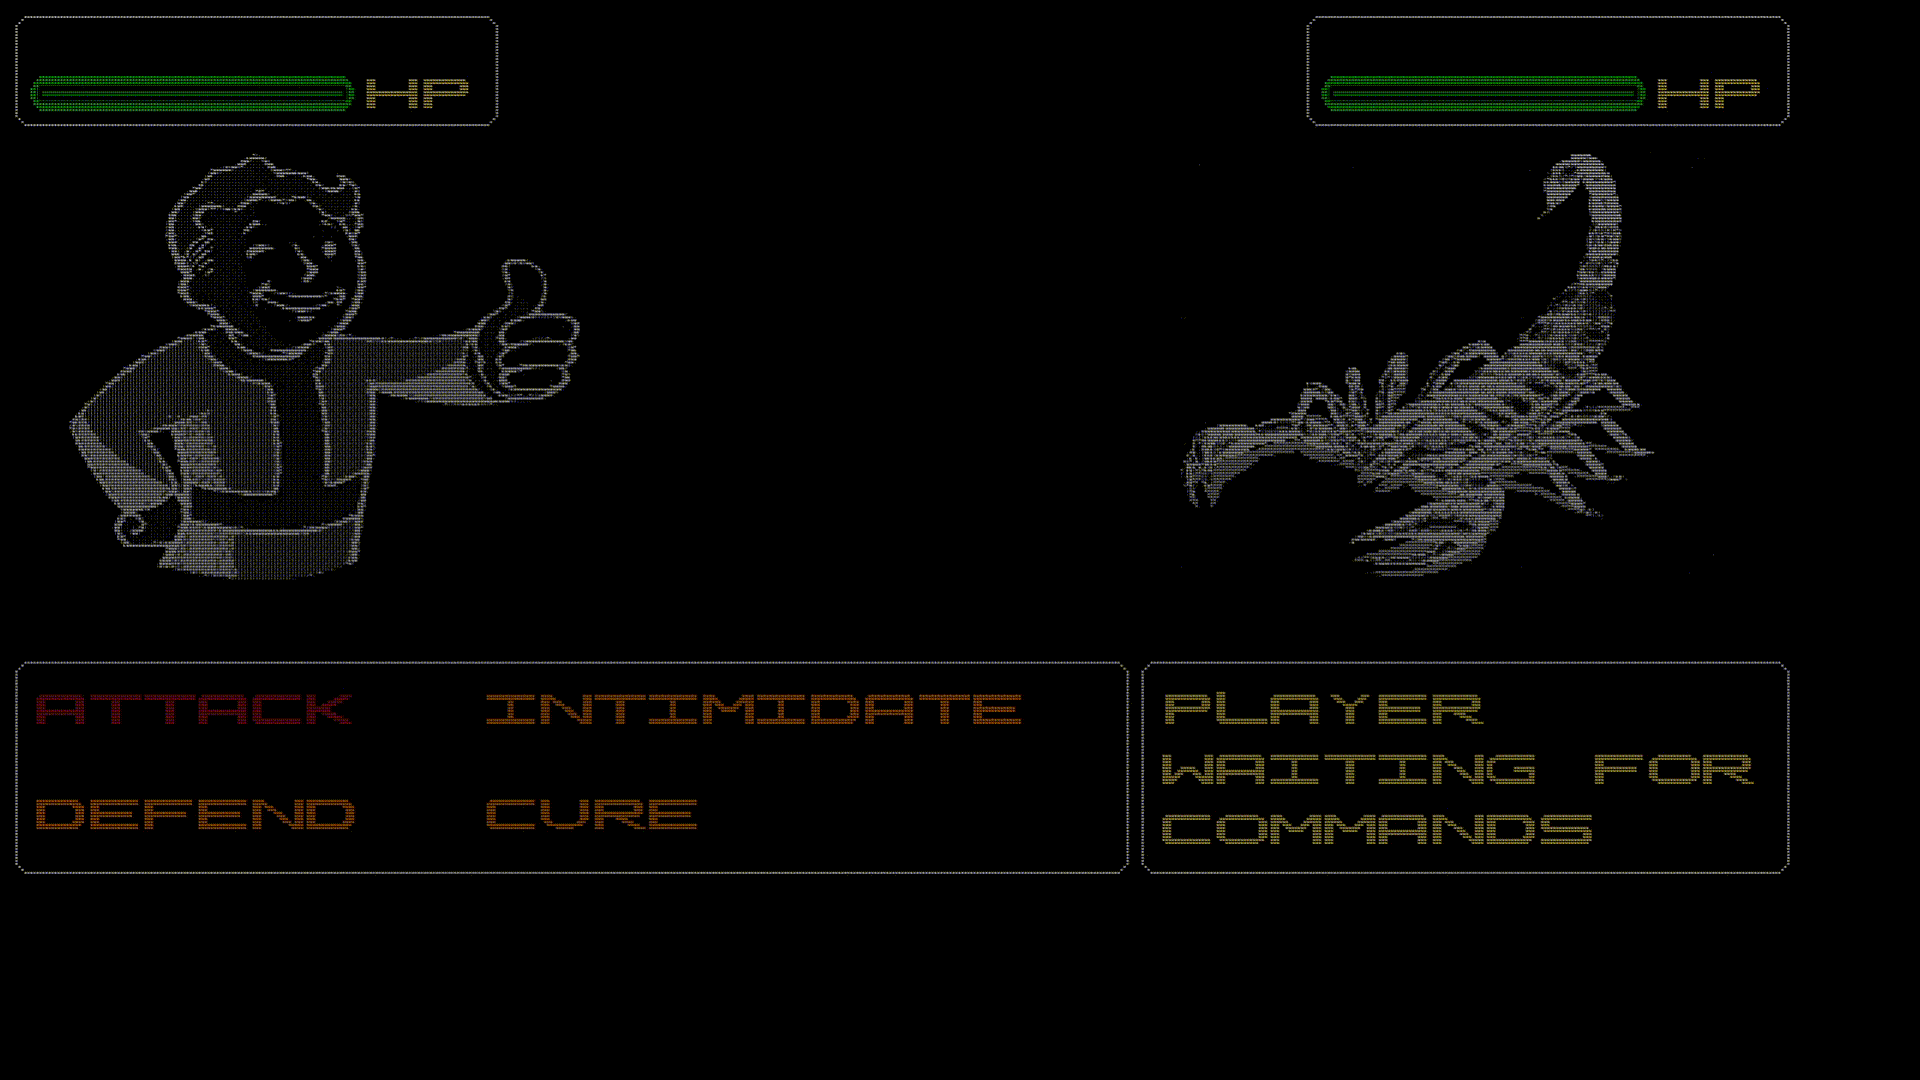 HP
HP
ATTACK INTIMIDATE
DEFEND CURE
PLAYER
WAITING FOR
COMMANDS